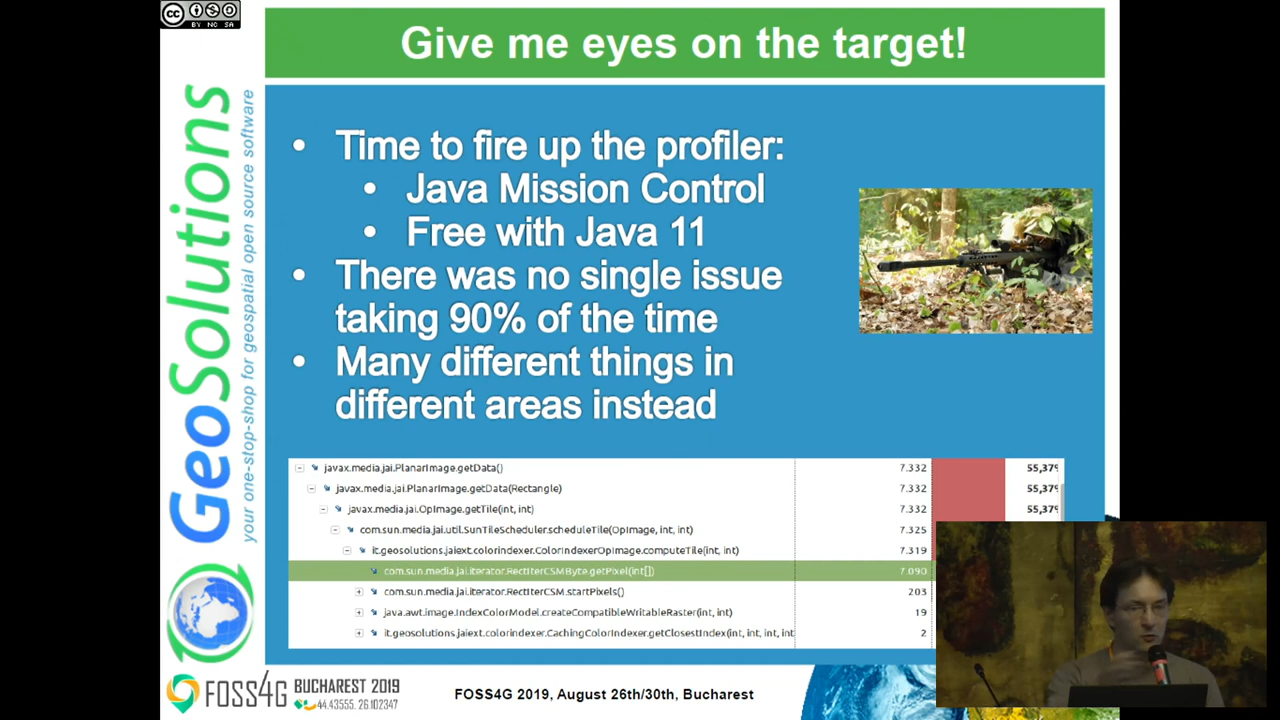 cc BY NC SA
Give me eyes on the target!
GeoSolutions
your one-stop-shop for geospatial open source software
• Time to fire up the profiler:
• Java Mission Control
• Free with Java 11
• There was no single issue
taking 90% of the time
• Many different things in
different areas instead
javax.media.jai.PlanarImage.getData() 7.332 55,379
javax.media.jai.PlanarImage.getData(Rectangle) 7.332 55,379
javax.media.jai.OpImage.getTile(int, int) 7.332 55,379
com.sun.media.jai.util.SunTileScheduler.scheduleTile(OpImage, int, int) 7.325
it.geosolutions.jaiext.colorindexer.ColorIndexerOpImage.computeTile(int, int) 7.319
com.sun.media.jai.iterator.RectIterCSMByte.getPixel(int[]) 7.090
com.sun.media.jai.iterator.RectIterCSM.startPixels() 203
java.awt.image.IndexColorModel.createCompatibleWritableRaster(int, int) 19
it.geosolutions.jaiext.colorindexer.CachingColorIndexer.getClosestIndex(int, int, int, int 2
FOSS4G BUCHAREST 2019
44.43555, 26.102347
FOSS4G 2019, August 26th/30th, Bucharest